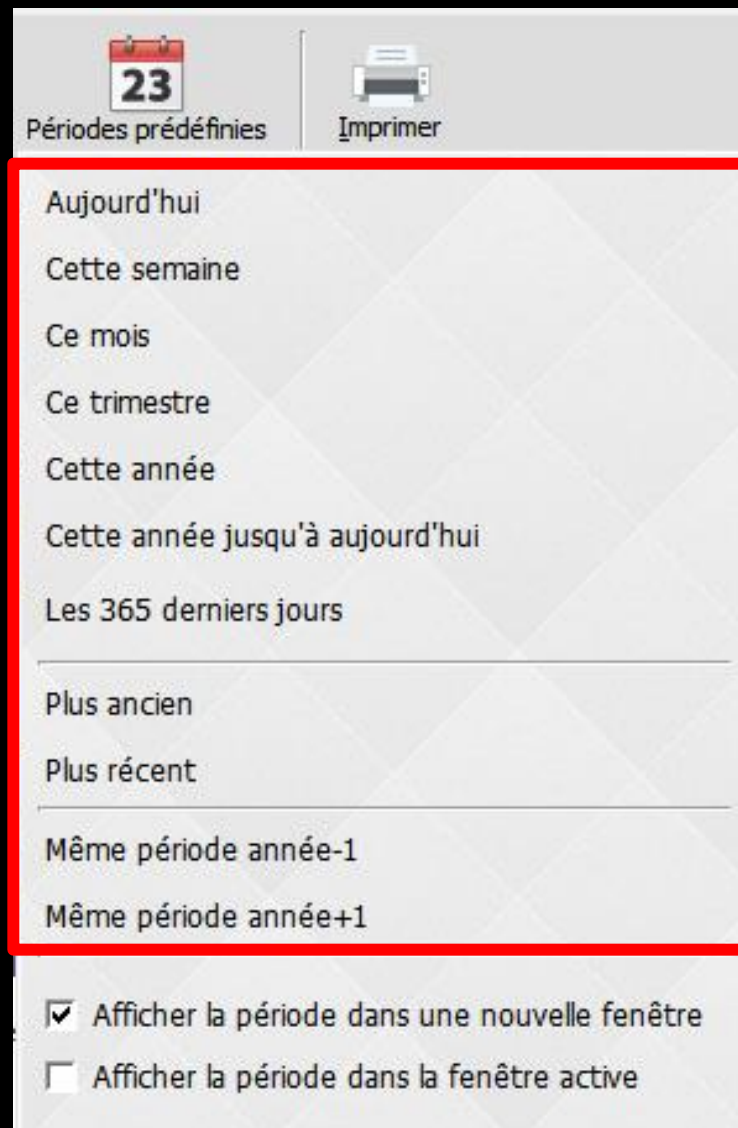 23
Périodes prédéfinies
Imprimer
Aujourd'hui
Cette semaine
Ce mois
Ce trimestre
Cette année
Cette année jusqu'à aujourd'hui
Les 365 derniers jours
Plus ancien
Plus récent
Même période année-1
Même période année+1
Afficher la période dans une nouvelle fenêtre
Afficher la période dans la fenêtre active